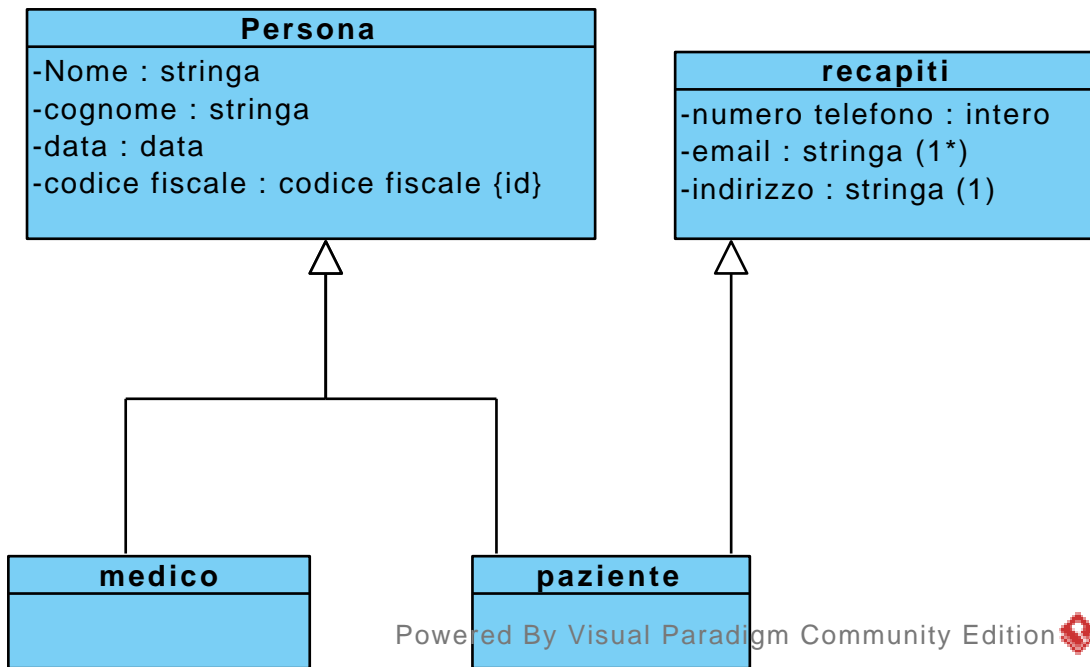 Persona
-Nome : stringa
-cognome : stringa
-data : data
-codice fiscale : codice fiscale {id}
recapiti
-numero telefono : intero
-email : stringa (1*)
-indirizzo : stringa (1)
medico
paziente
Powered By Visual Paradigm Community Edition